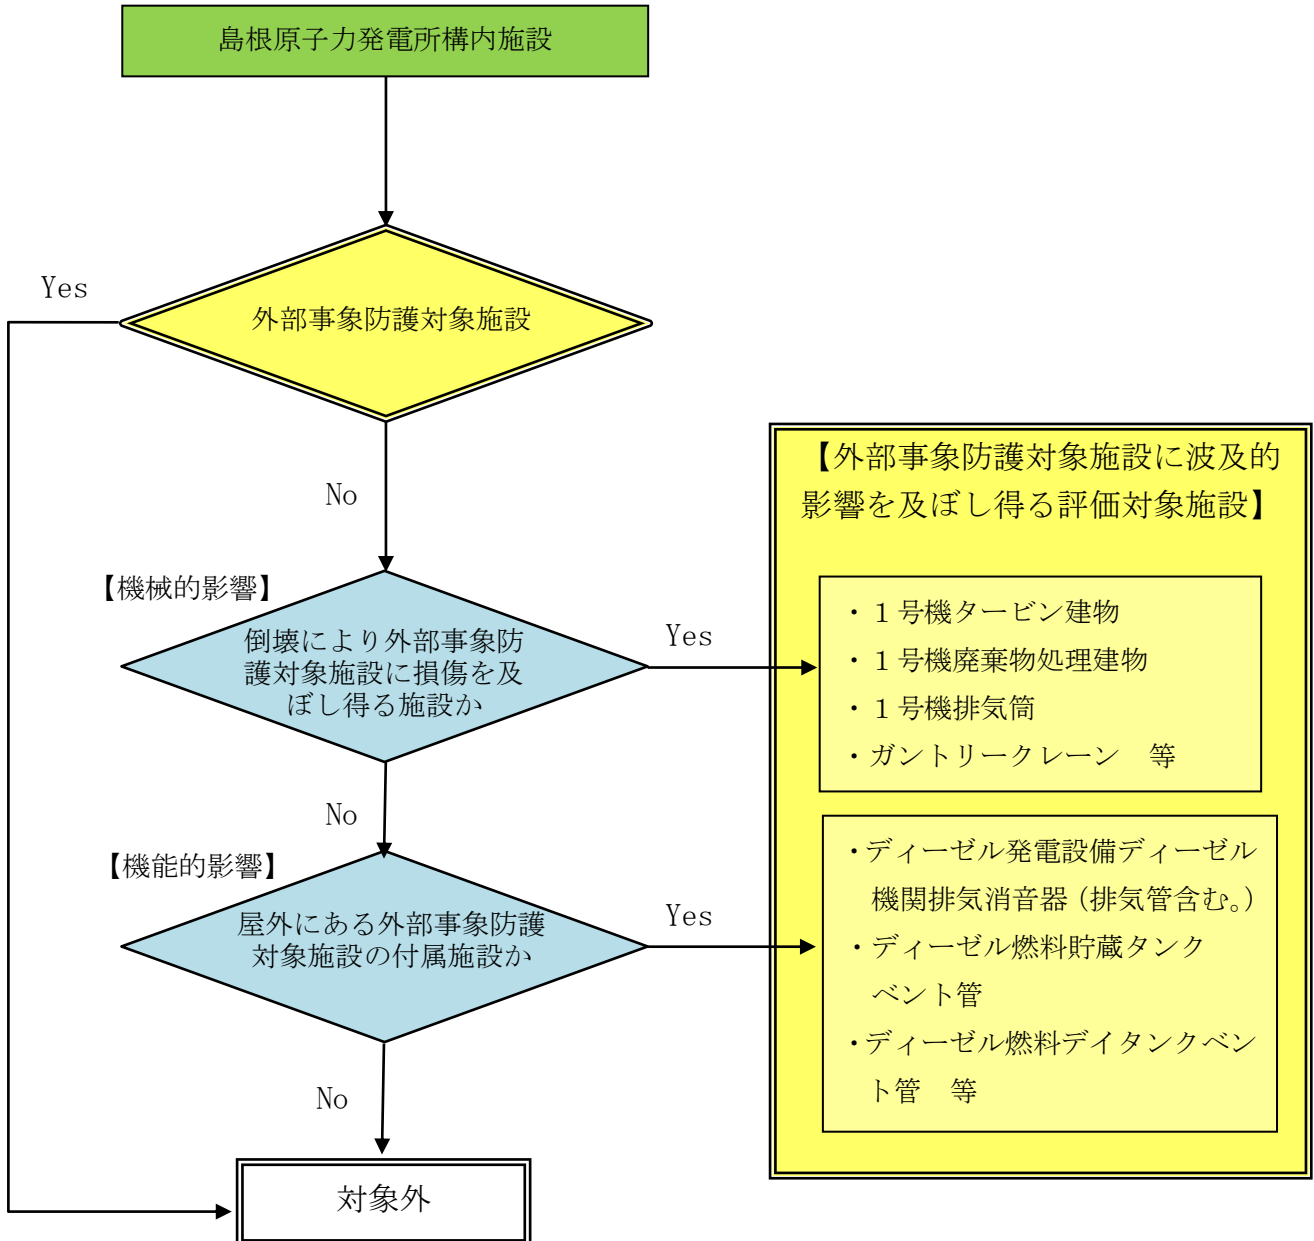 島根原子力発電所構内施設
Yes
外部事象防護対象施設
No
【機械的影響】
倒壊により外部事象防
護対象施設に損傷を及
ぼし得る施設か
Yes
No
【機能的影響】
屋外にある外部事象防護
対象施設の付属施設か
Yes
No
対象外
【外部事象防護対象施設に波及的
影響を及ぼし得る評価対象施設】
・１号機タービン建物
・１号機廃棄物処理建物
・１号機排気筒
・ガントリークレーン　等
・ディーゼル発電設備ディーゼル
機関排気消音器（排気管含む。）
・ディーゼル燃料貯蔵タンク
ベント管
・ディーゼル燃料デイタンクベン
ト管　等